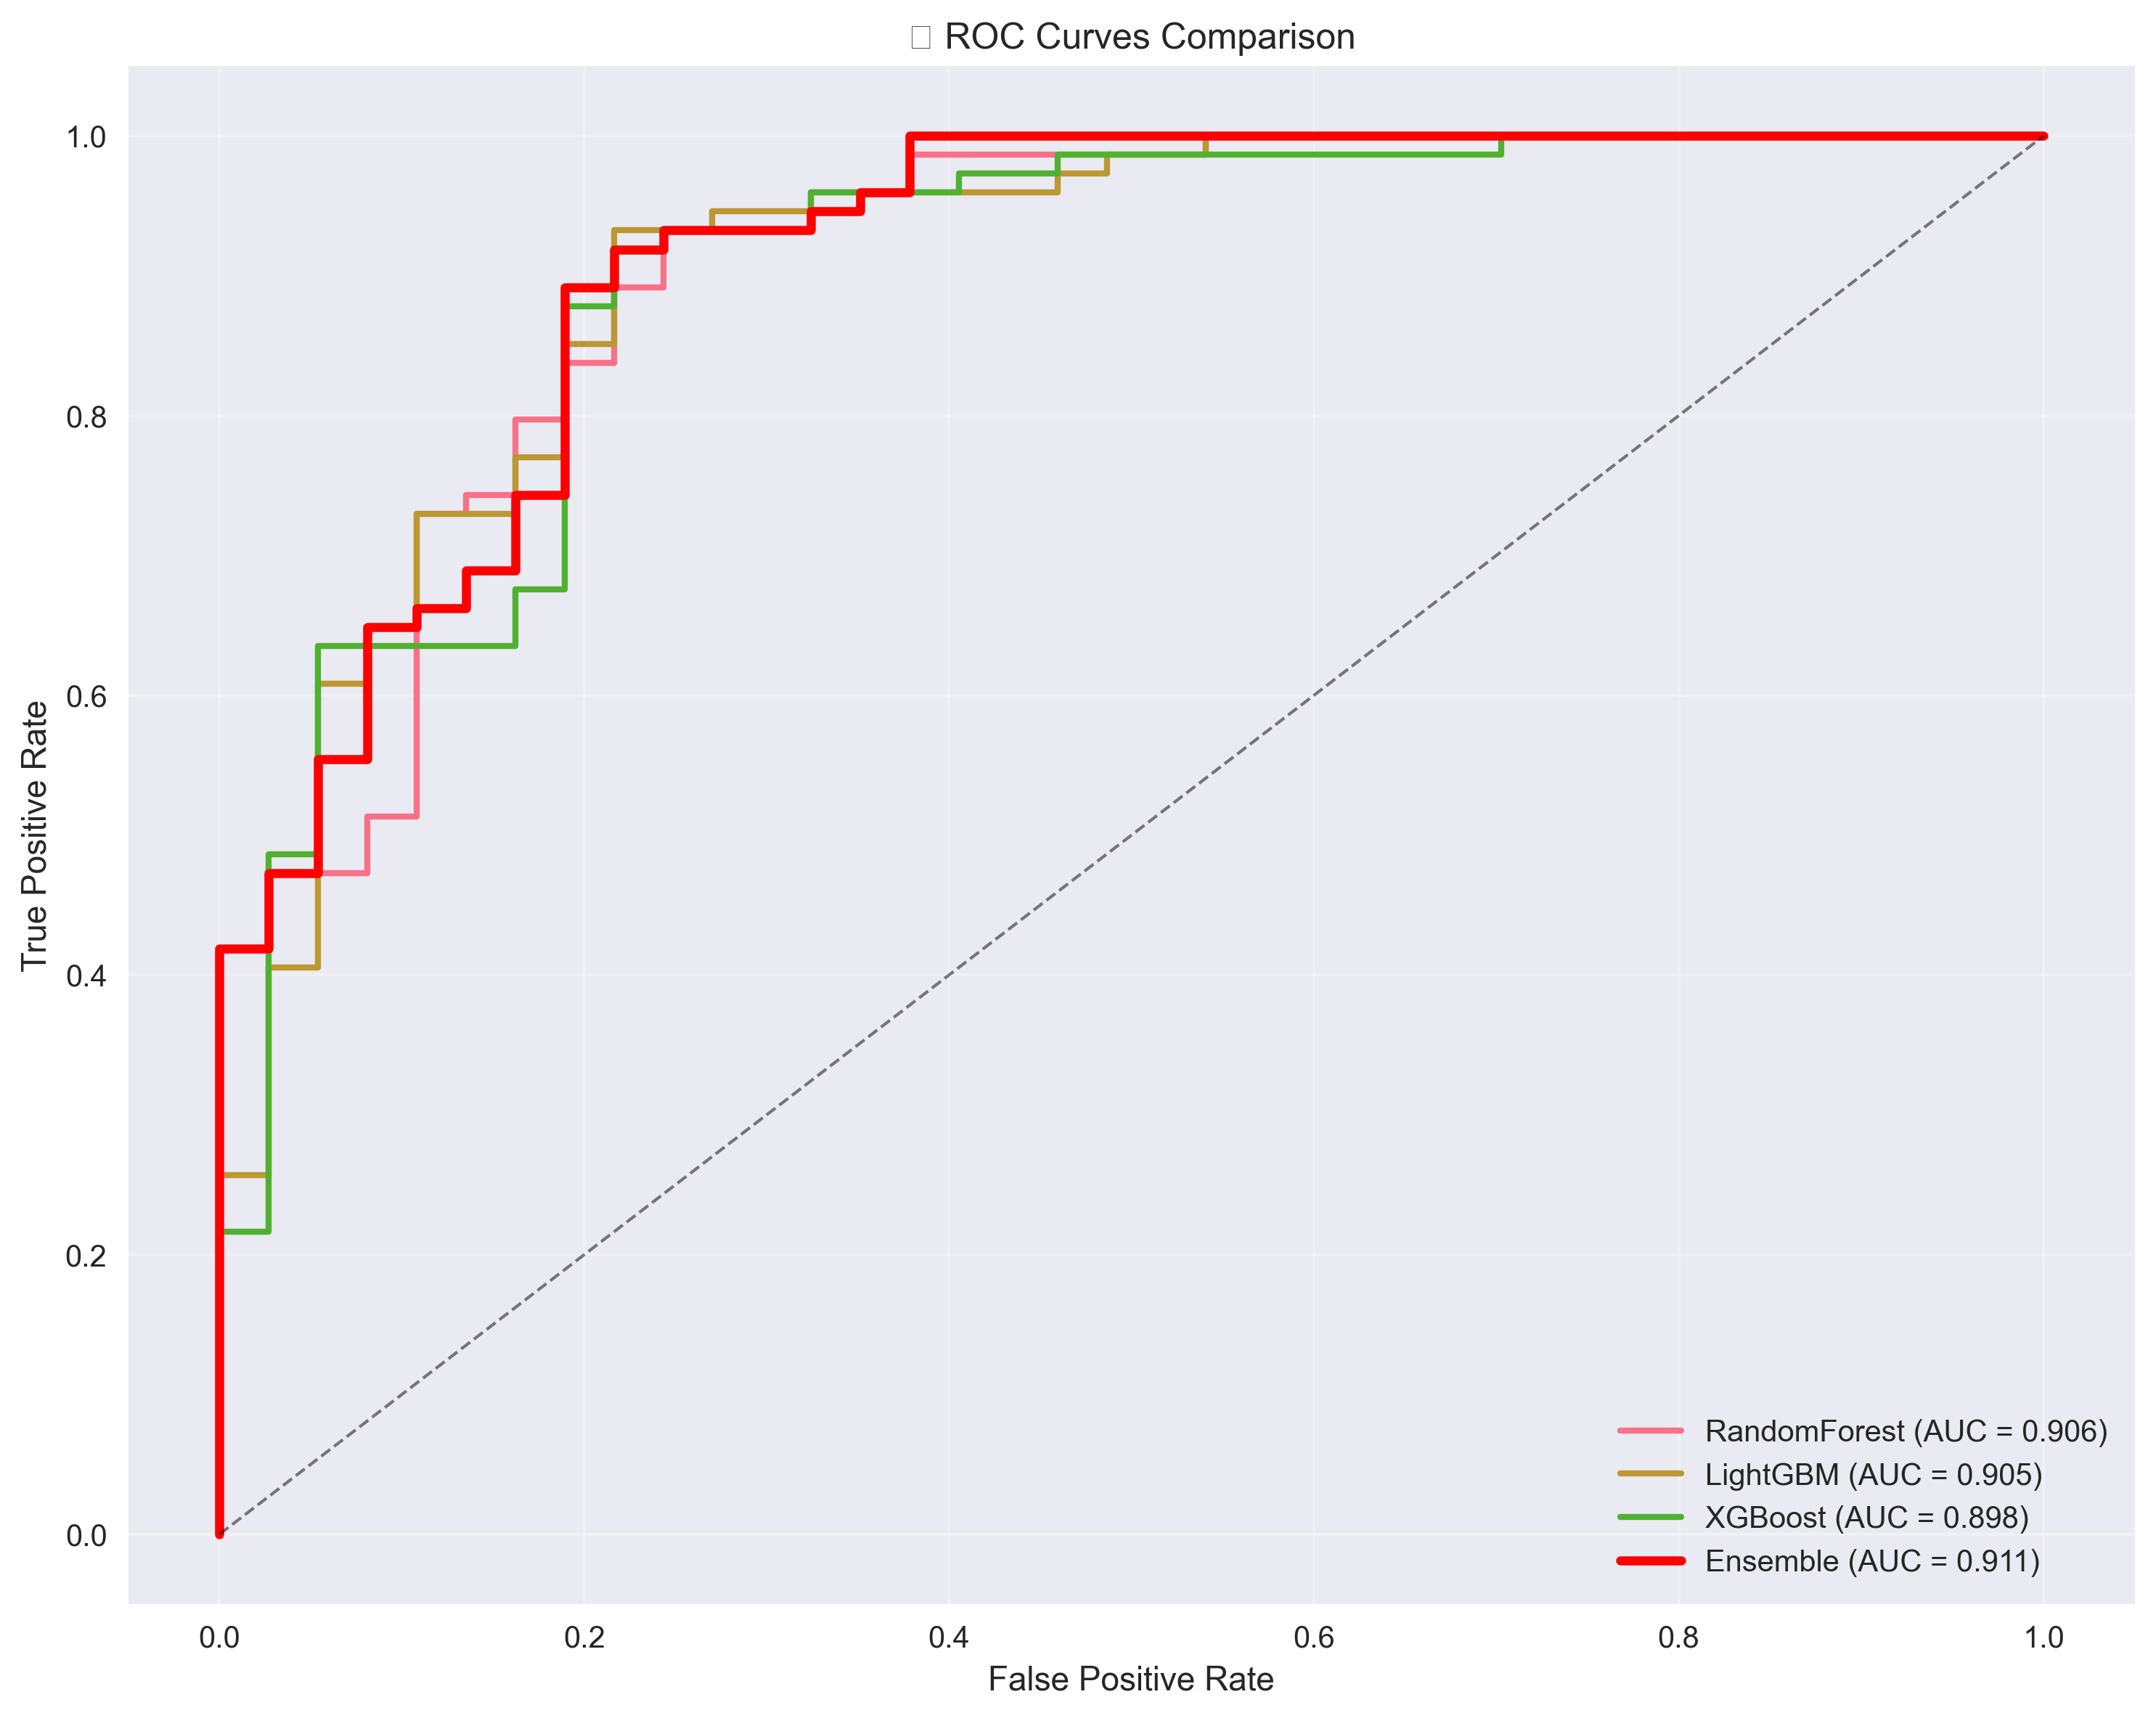 ▯ ROC Curves Comparison
True Positive Rate
1.0
0.8
0.6
0.4
0.2
0.0
RandomForest (AUC = 0.906)
LightGBM (AUC = 0.905)
XGBoost (AUC = 0.898)
Ensemble (AUC = 0.911)
0.0 0.2 0.4 0.6 0.8 1.0
False Positive Rate